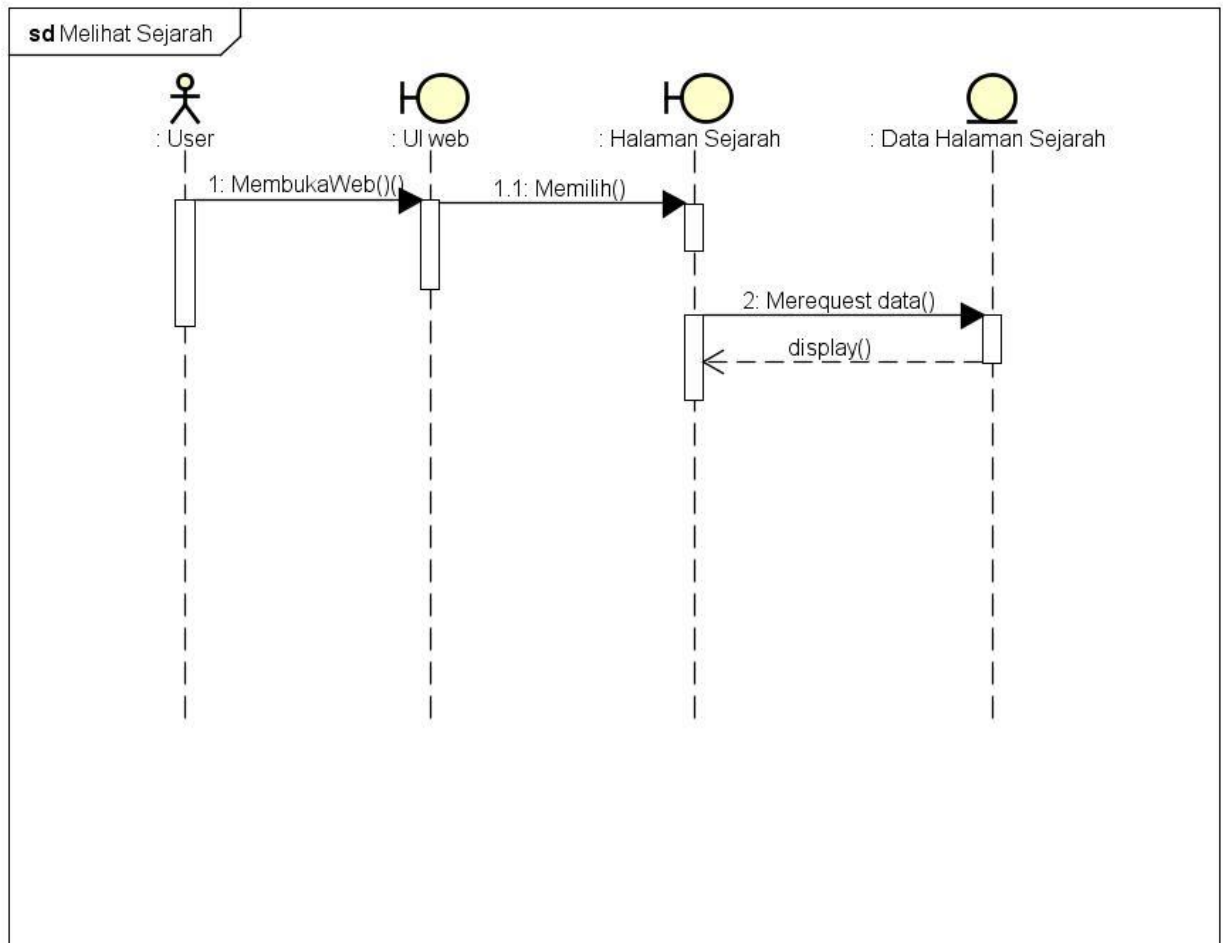 sd Melihat Sejarah
: User
: UI web
: Halaman Sejarah
: Data Halaman Sejarah
1: MembukaWeb()()
1.1: Memilih()
2: Merequest data()
display()